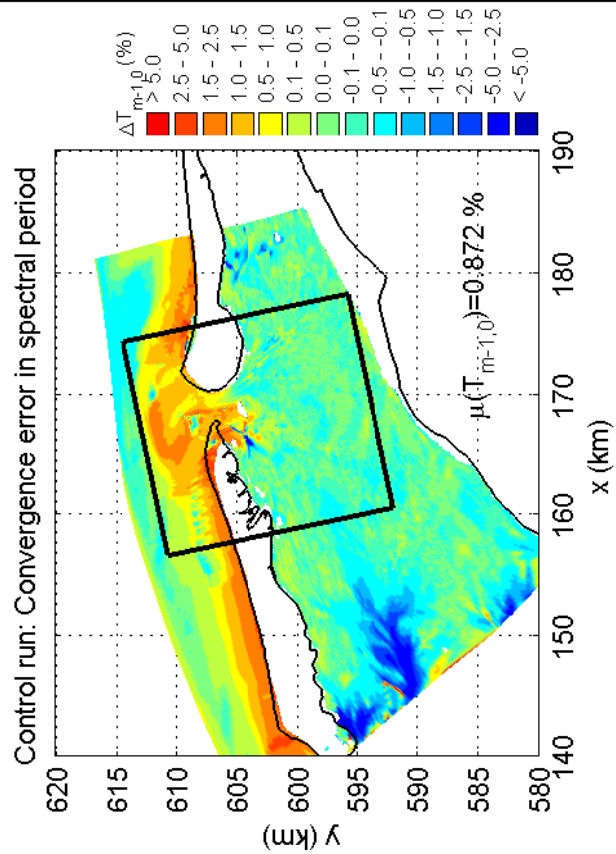 Control run: Convergence error in spectral period
ΔT_{m-1,0} (%)
> 5.0
2.5 - 5.0
1.5 - 2.5
1.0 - 1.5
0.5 - 1.0
0.1 - 0.5
0.0 - 0.1
-0.1 - 0.0
-0.5 - -0.1
-1.0 - -0.5
-1.5 - -1.0
-2.5 - -1.5
-5.0 - -2.5
< -5.0
620
615
610
605
600
595
590
585
580
y (km)
μ(T_{m-1,0})=0.872 %
140
150
160
170
180
190
x (km)